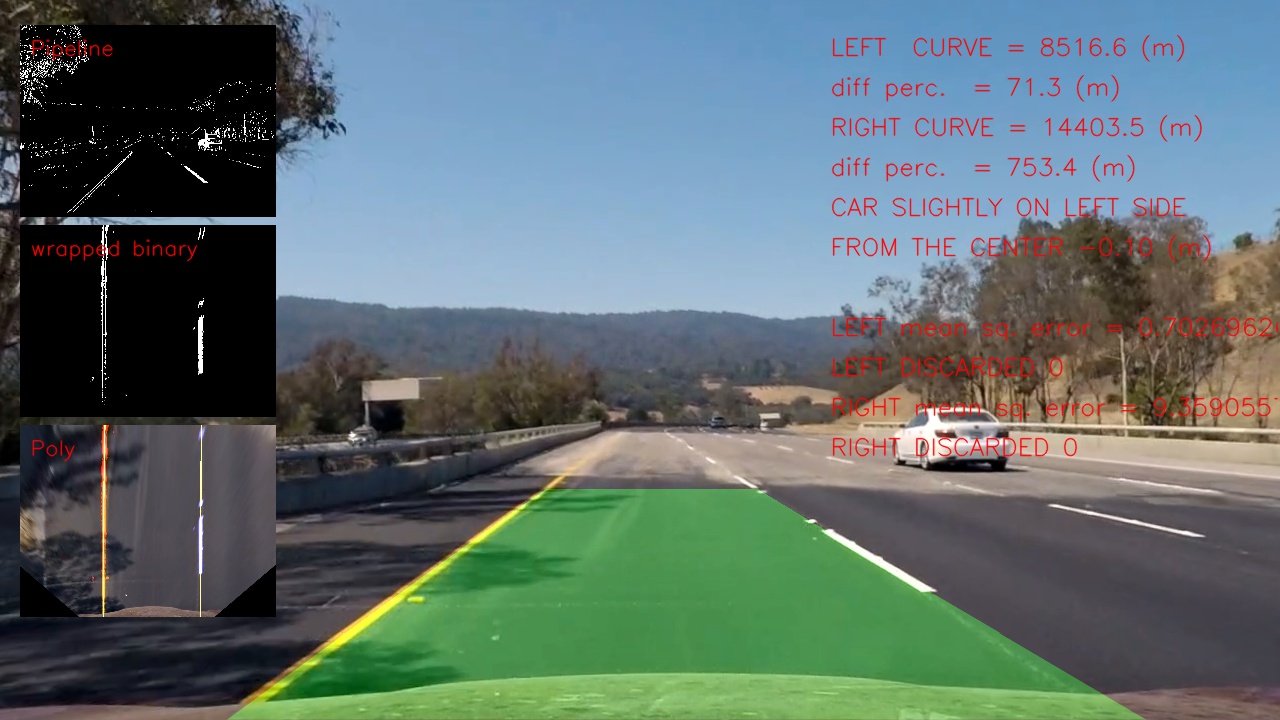 Pipeline
wrapped binary
Poly
LEFT CURVE = 8516.6 (m)
diff perc. = 71.3 (m)
RIGHT CURVE = 14403.5 (m)
diff perc. = 753.4 (m)
CAR SLIGHTLY ON LEFT SIDE
FROM THE CENTER -0.10 (m)
LEFT mean sq. error = 0.7026962
LEFT DISCARDED 0
RIGHT mean sq. error = 9.359055
RIGHT DISCARDED 0